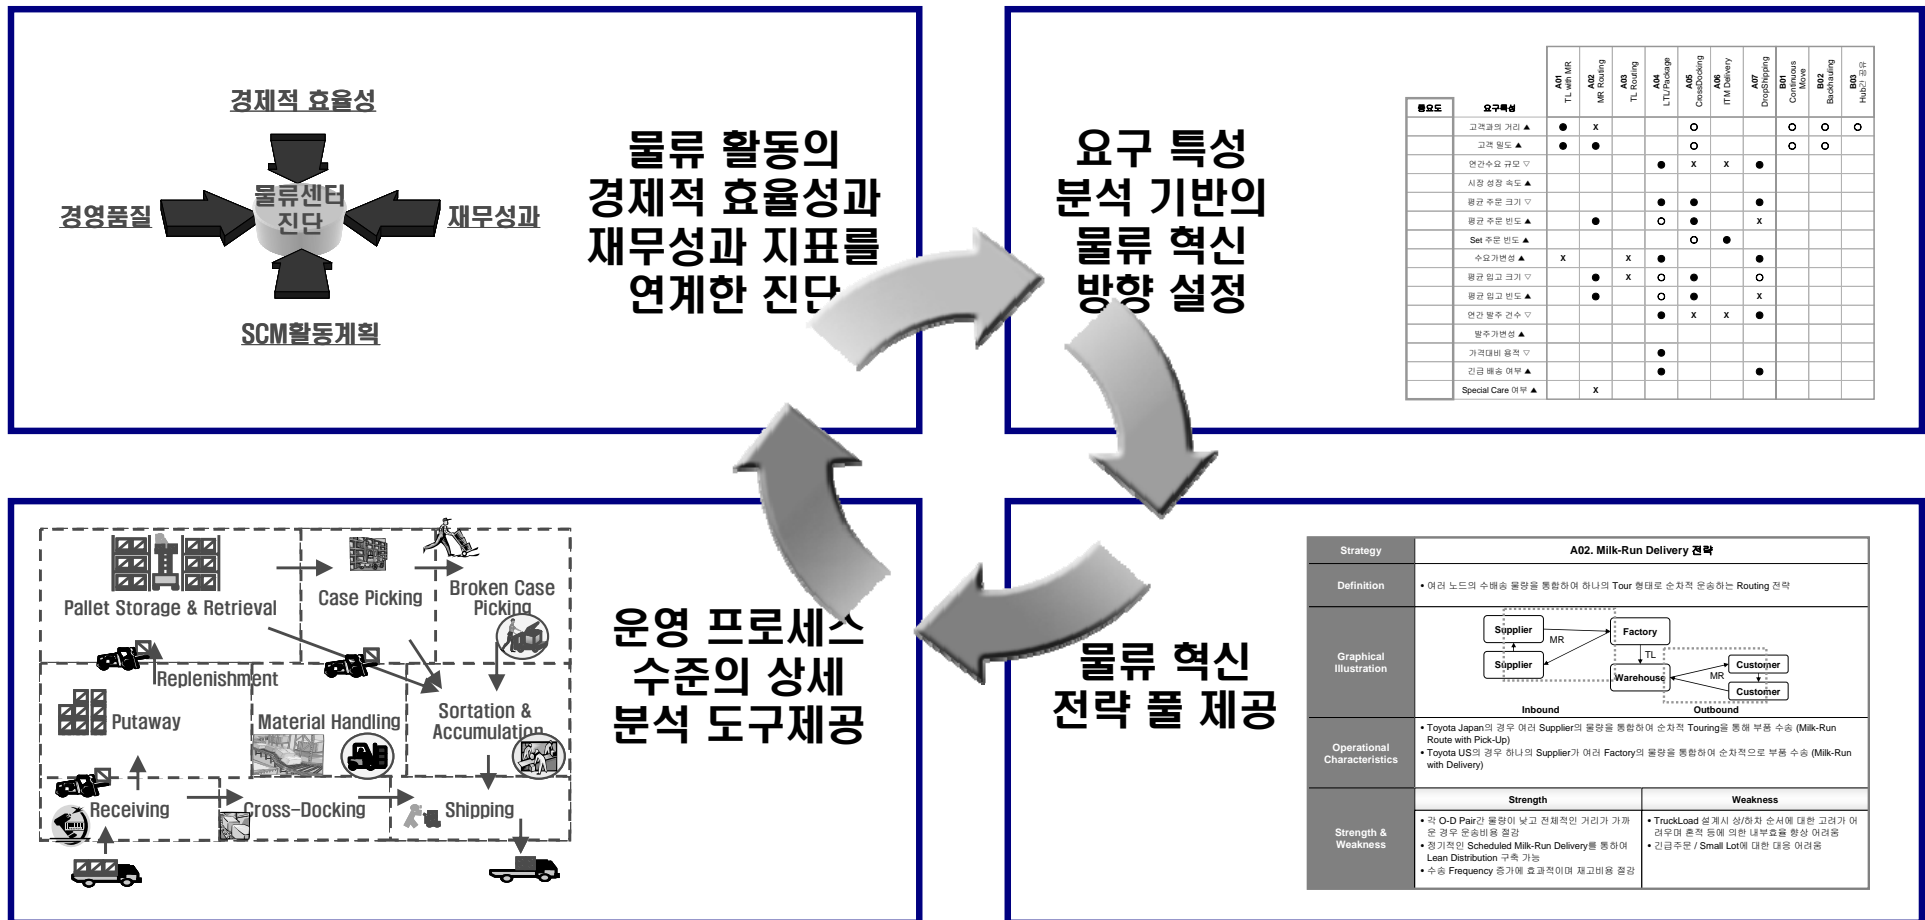 경제적 효율성
경영품질
물류센터
진단
재무성과
SCM활동계획
물류 활동의
경제적 효율성과
재무성과 지표를
연계한 진단
요구 특성
분석 기반의
물류 혁신
방향 설정
중요도
요구특성
A01
TL with MR
A02
MR Routing
A03
TL Routing
A04
LTL/Package
A05
CrossDocking
A06
ITM Delivery
A07
DropShipping
B01
Continuous
Move
B02
Backhauling
B03
Hub간 공유
고객과의 거리 ▲ ● x ○ ○ ○ ○
고객 밀도 ▲ ● ● ○ ○ ○
연간수요 규모 ▽ ● x x ●
시장 성장 속도 ▲
평균 주문 크기 ▽ ● ● ●
평균 주문 빈도 ▲ ● ○ ● x
Set 주문 빈도 ▲ ○ ●
수요가변성 ▲ x x ● ●
평균 입고 크기 ▽ ● x ○ ● ○
평균 입고 빈도 ▲ ● ○ ● x
연간 발주 건수 ▽ ● x x ●
발주가변성 ▲
가격대비 용적 ▽ ●
긴급 배송 여부 ▲ ● ●
Special Care 여부 ▲ x
Pallet Storage & Retrieval
Case Picking
Broken Case
Picking
Replenishment
Putaway
Material Handling
Sortation &
Accumulation
Receiving
Cross-Docking
Shipping
운영 프로세스
수준의 상세
분석 도구제공
물류 혁신
전략 풀 제공
Strategy
A02. Milk-Run Delivery 전략
Definition
• 여러 노드의 수배송 물량을 통합하여 하나의 Tour 형태로 순차적 운송하는 Routing 전략
Graphical
Illustration
Supplier
MR
Factory
Supplier
TL
Warehouse
MR
Customer
Customer
Inbound
Outbound
Operational
Characteristics
• Toyota Japan의 경우 여러 Supplier의 물량을 통합하여 순차적 Touring을 통해 부품 수송 (Milk-Run
Route with Pick-Up)
• Toyota US의 경우 하나의 Supplier가 여러 Factory의 물량을 통합하여 순차적으로 부품 수송 (Milk-Run
with Delivery)
Strength &
Weakness
Strength
• 각 O-D Pair간 물량이 낮고 전체적인 거리가 가까
운 경우 운송비용 절감
• 정기적인 Scheduled Milk-Run Delivery를 통하여
Lean Distribution 구축 가능
• 수송 Frequency 증가에 효과적이며 재고비용 절감
Weakness
• TruckLoad 설계시 상/하차 순서에 대한 고려가 어
려우며 혼적 등에 의한 내부효율 향상 어려움
• 긴급주문 / Small Lot에 대한 대응 어려움